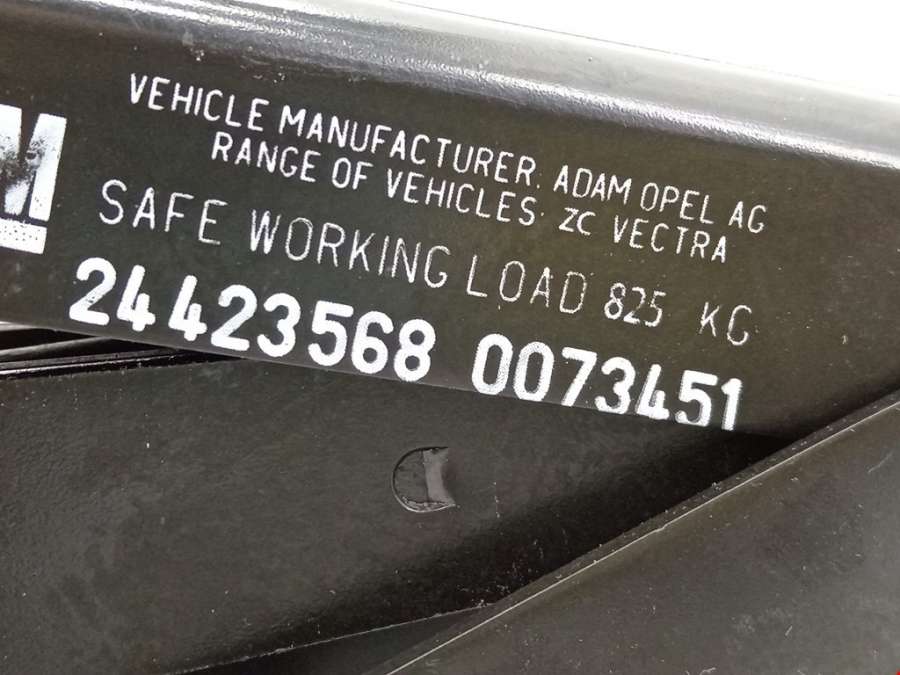 VEHICLE MANUFACTURER. ADAM OPEL AG
RANGE OF VEHICLES· ZC VECTRA
SAFE WORKING LOAD 825 KG
24423568 0073451